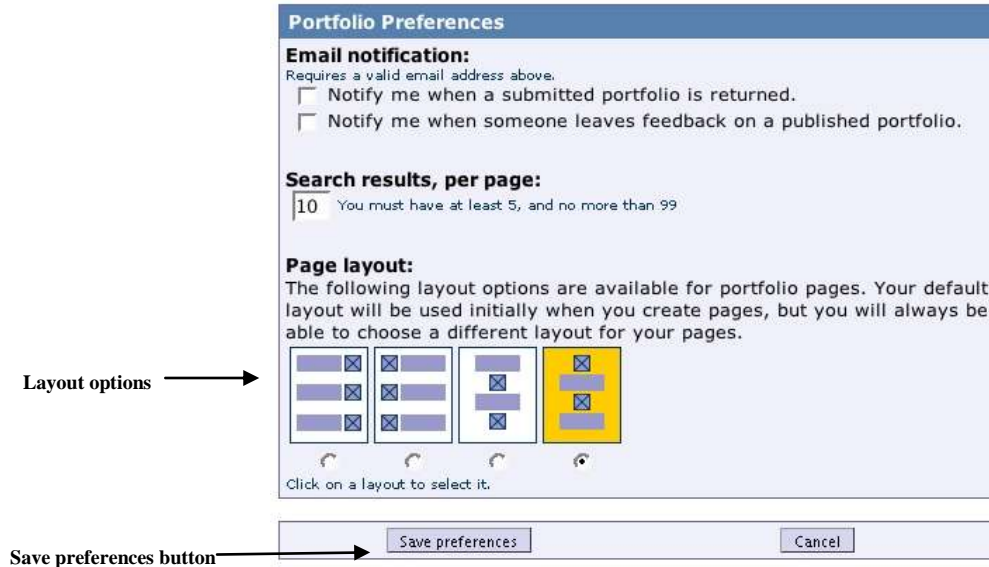 Portfolio Preferences
Email notification:
Requires a valid email address above.
Notify me when a submitted portfolio is returned.
Notify me when someone leaves feedback on a published portfolio.
Search results, per page:
10 You must have at least 5, and no more than 99
Page layout:
The following layout options are available for portfolio pages. Your default
layout will be used initially when you create pages, but you will always be
able to choose a different layout for your pages.
Layout options
Click on a layout to select it.
Save preferences Cancel
Save preferences button